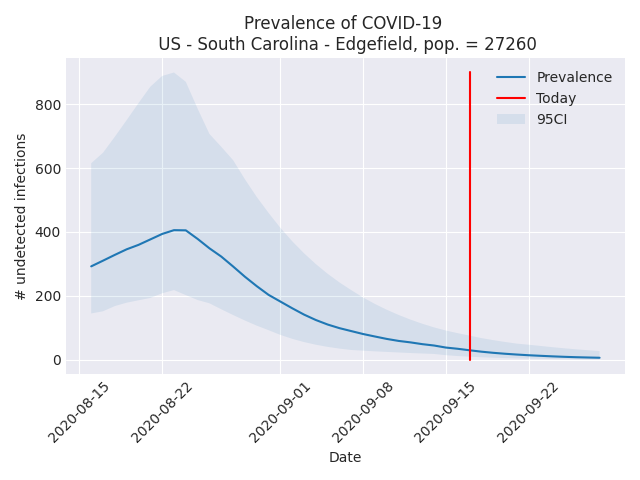 Prevalence of COVID-19
US - South Carolina - Edgefield, pop. = 27260
Prevalence
Today
95CI
# undetected infections
800
600
400
200
0
2020-08-15
2020-08-22
2020-09-01
2020-09-08
2020-09-15
2020-09-22
Date